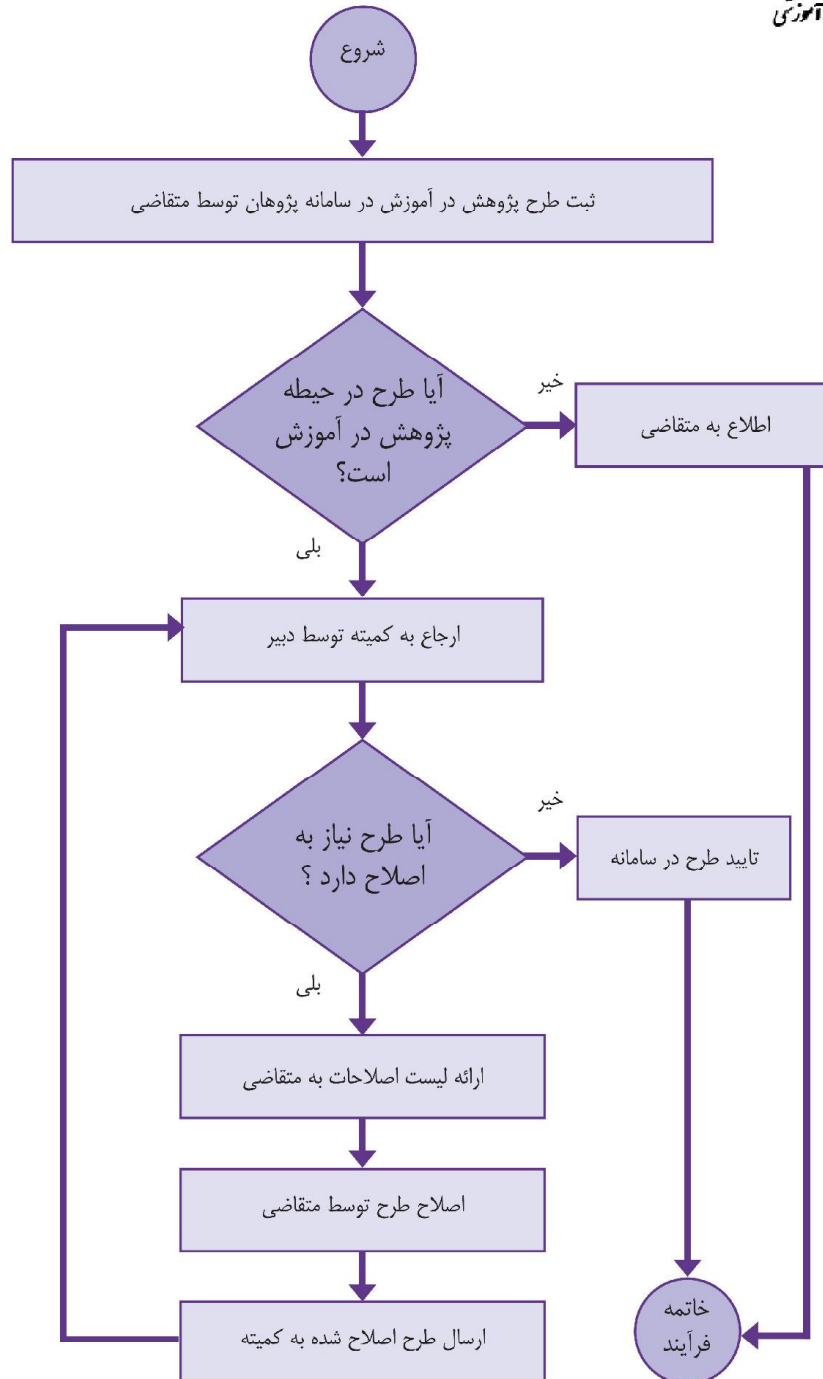 آموزشی
شروع
ثبت طرح پژوهش در آموزش در سامانه پژوهان توسط متقاضی
آیا طرح در حیطه
پژوهش در آموزش
است؟
خیر
اطلاع به متقاضی
بلی
ارجاع به کمیته توسط دبیر
آیا طرح نیاز به
اصلاح دارد ؟
خیر
تایید طرح در سامانه
بلی
ارائه لیست اصلاحات به متقاضی
اصلاح طرح توسط متقاضی
ارسال طرح اصلاح شده به کمیته
خاتمه
فرآیند